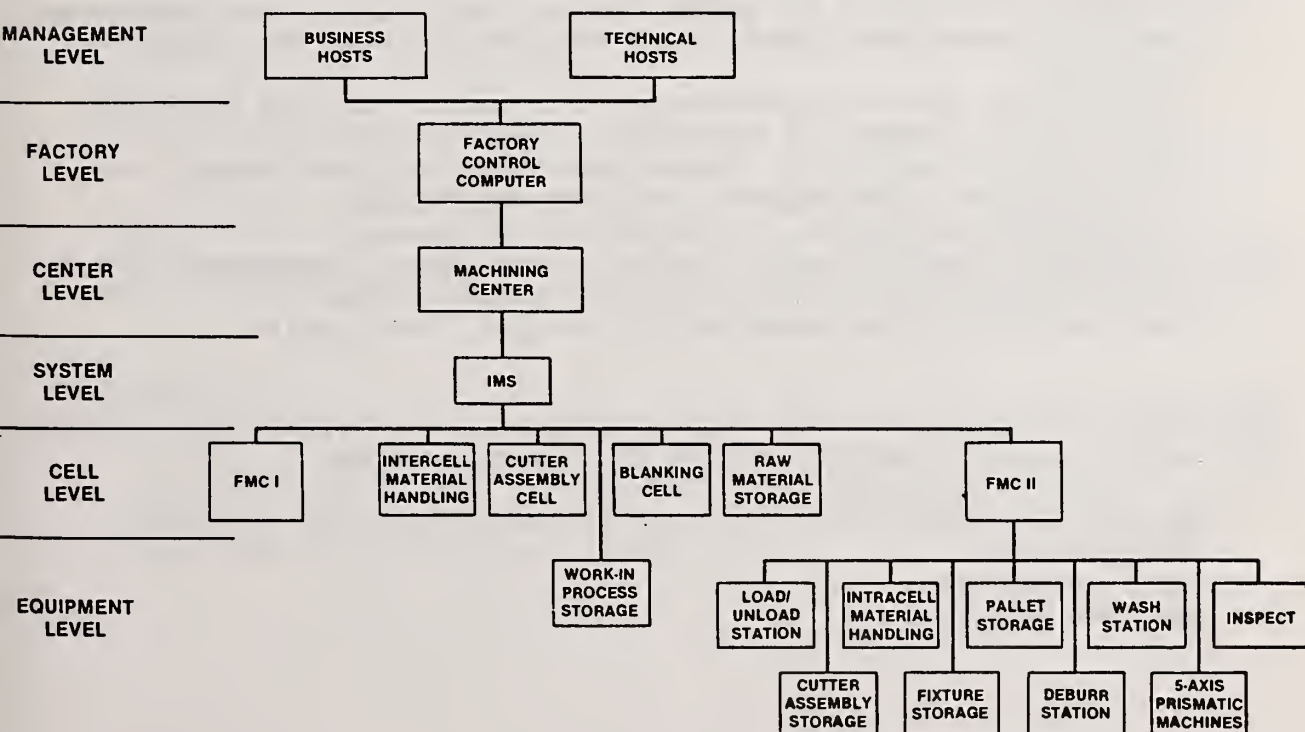 MANAGEMENT
LEVEL
BUSINESS
HOSTS
TECHNICAL
HOSTS
FACTORY
LEVEL
FACTORY
CONTROL
COMPUTER
CENTER
LEVEL
MACHINING
CENTER
SYSTEM
LEVEL
IMS
CELL
LEVEL
FMC I
INTERCELL
MATERIAL
HANDLING
CUTTER
ASSEMBLY
CELL
BLANKING
CELL
RAW
MATERIAL
STORAGE
FMC II
EQUIPMENT
LEVEL
WORK-IN
PROCESS
STORAGE
LOAD/
UNLOAD
STATION
INTRACELL
MATERIAL
HANDLING
PALLET
STORAGE
WASH
STATION
INSPECT
CUTTER
ASSEMBLY
STORAGE
FIXTURE
STORAGE
DEBURR
STATION
5-AXIS
PRISMATIC
MACHINES